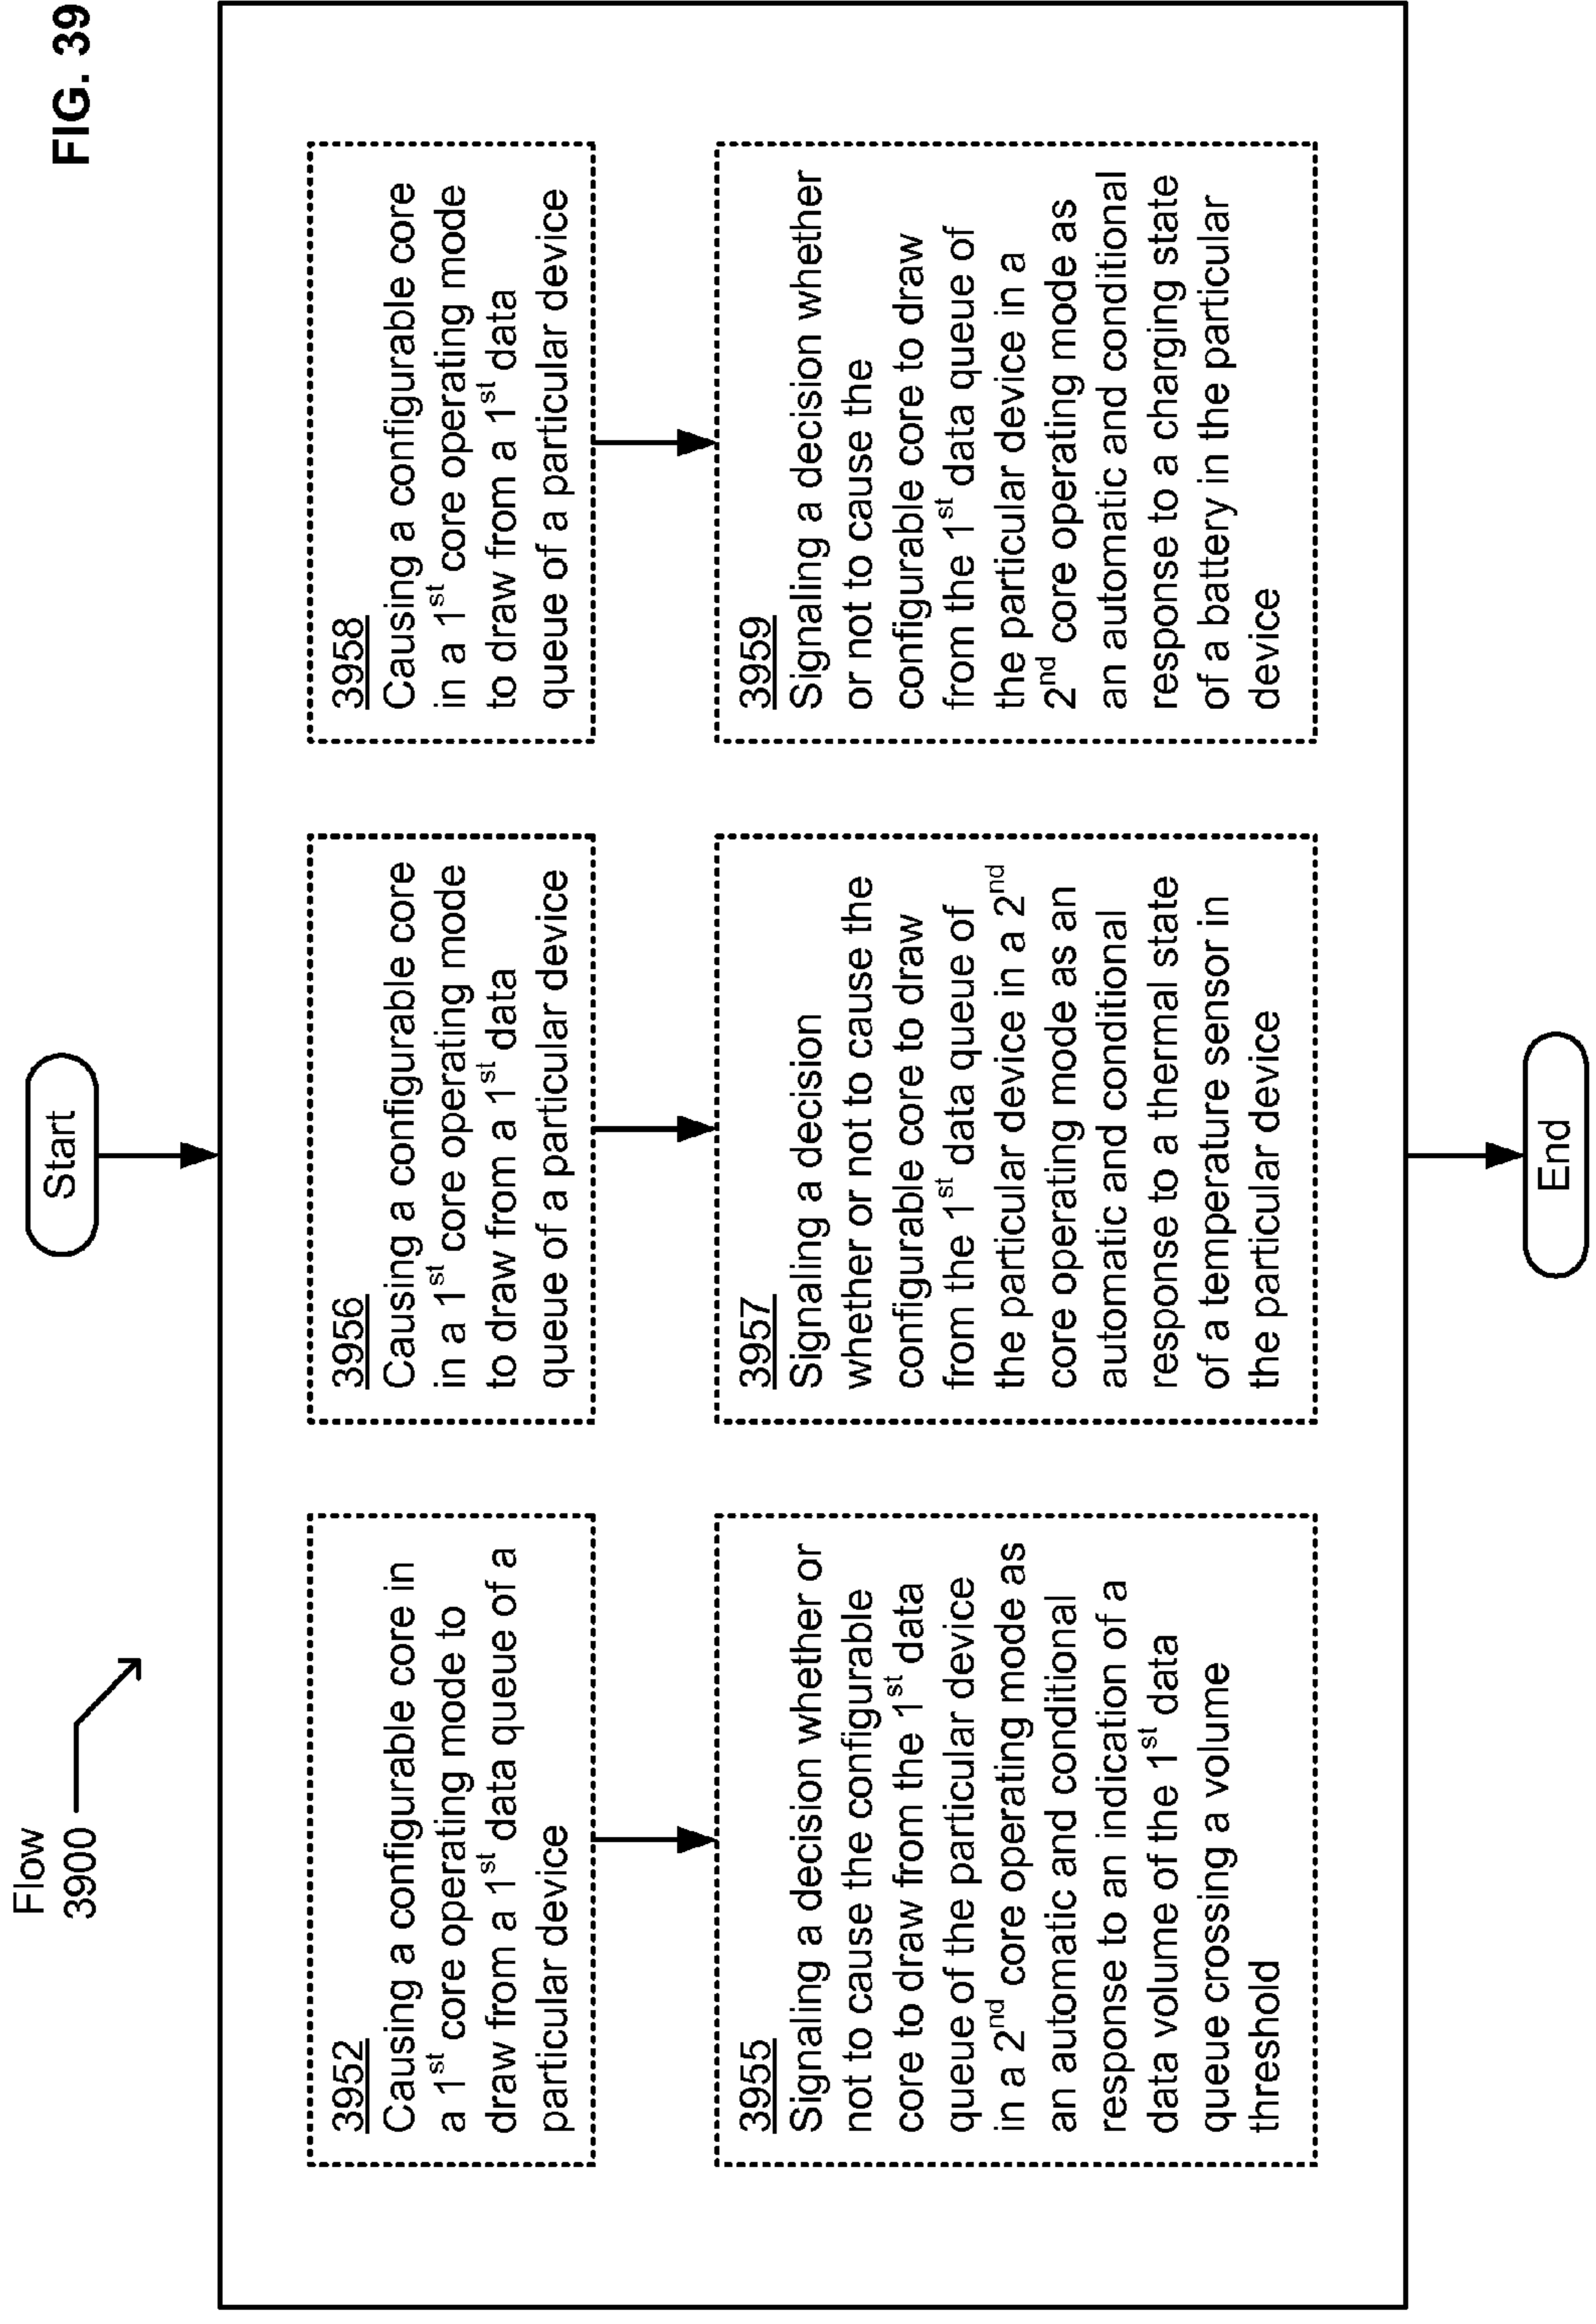 Flow
3900
FIG. 39
Start
3952
Causing a configurable core in
a 1st core operating mode to
draw from a 1st data queue of a
particular device
3955
Signaling a decision whether or
not to cause the configurable
core to draw from the 1st data
queue of the particular device
in a 2nd core operating mode as
an automatic and conditional
response to an indication of a
data volume of the 1st data
queue crossing a volume
threshold
3956
Causing a configurable core
in a 1st core operating mode
to draw from a 1st data
queue of a particular device
3957
Signaling a decision
whether or not to cause the
configurable core to draw
from the 1st data queue of
the particular device in a 2nd
core operating mode as an
automatic and conditional
response to a thermal state
of a temperature sensor in
the particular device
3958
Causing a configurable core
in a 1st core operating mode
to draw from a 1st data
queue of a particular device
3959
Signaling a decision whether
or not to cause the
configurable core to draw
from the 1st data queue of
the particular device in a
2nd core operating mode as
an automatic and conditional
response to a charging state
of a battery in the particular
device
End